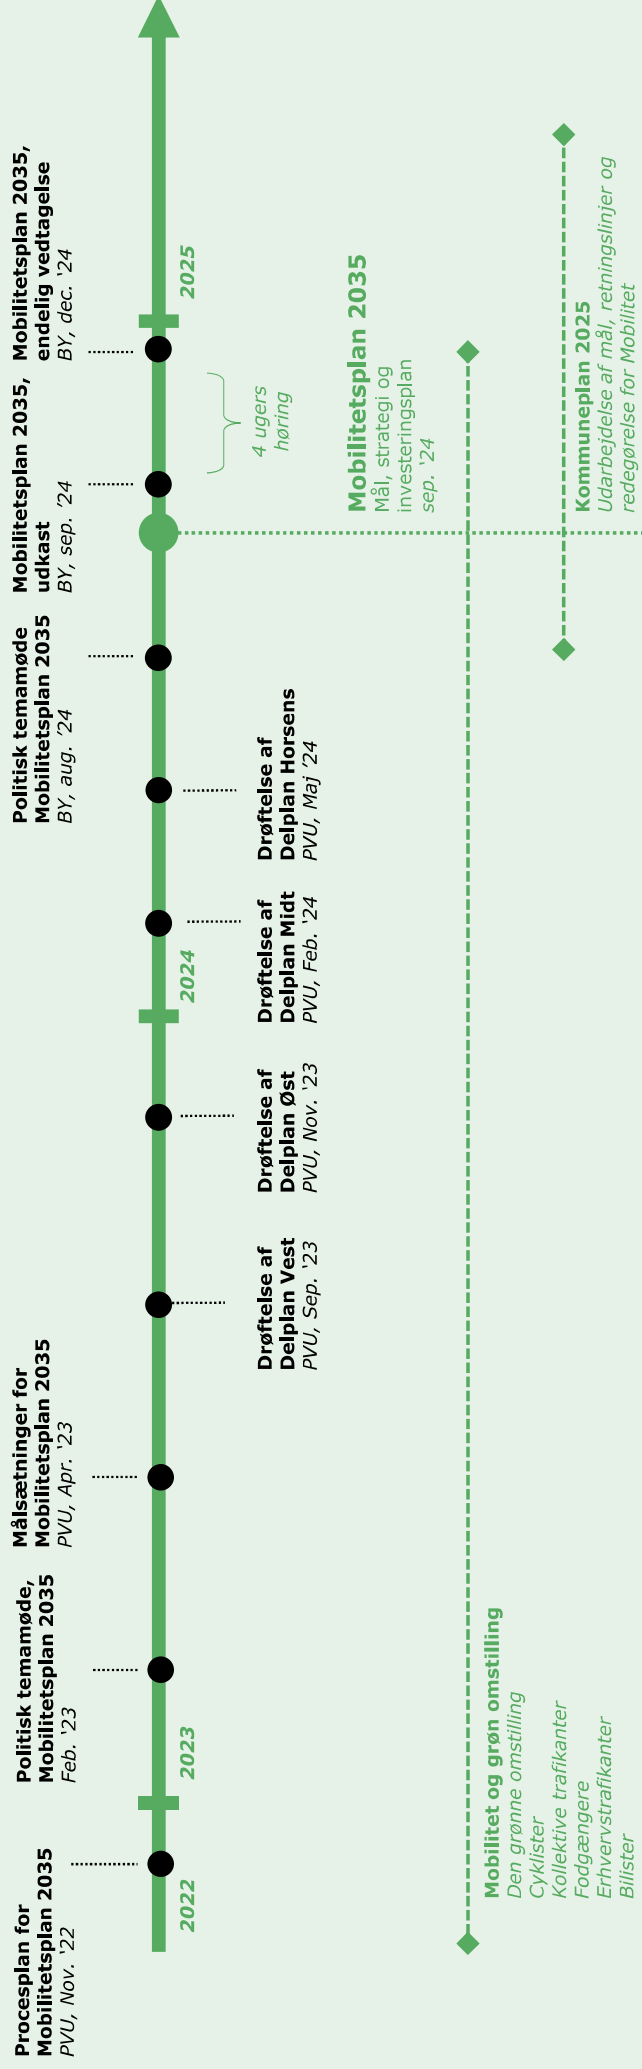 Procesplan for
Mobilitetsplan 2035
PVU, Nov. ‘22
Politisk temamøde,
Mobilitetsplan 2035
Feb. ‘23
Målsætninger for
Mobilitetsplan 2035
PVU, Apr. ‘23
Politisk temamøde
Mobilitetsplan 2035
BY, aug. ’24
Mobilitetsplan 2035,
udkast
BY, sep. ’24
Mobilitetsplan 2035,
endelig vedtagelse
BY, dec. ‘24
2022
2023
2024
2025
Drøftelse af
Delplan Vest
PVU, Sep. ‘23
Drøftelse af
Delplan Øst
PVU, Nov. ‘23
Drøftelse af
Delplan Midt
PVU, Feb. ‘24
Drøftelse af
Delplan Horsens
PVU, Maj ’24
4 ugers
høring
Mobilitetsplan 2035
Mål, strategi og
investeringsplan
sep. ‘24
Mobilitet og grøn omstilling
Den grønne omstilling
Cyklister
Kollektive trafikanter
Fodgængere
Erhvervstrafikanter
Bilister
Kommuneplan 2025
Udarbejdelse af mål, retningslinjer og
redegørelse for Mobilitet